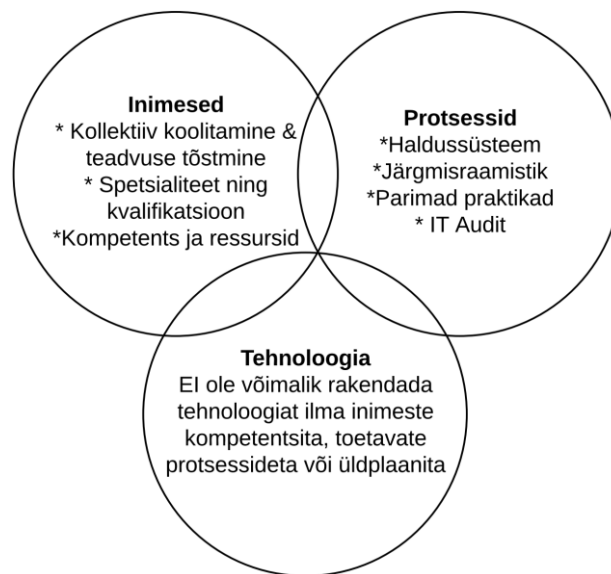 Inimesed
* Kollektiiv koolitamine &
teadvuse tõstmine
* Spetsialiteet ning
kvalifikatsioon
*Kompetents ja ressursid
Protsessid
*Haldussüsteem
*Järgmisraamistik
*Parimad praktikad
* IT Audit
Tehnoloogia
EI ole võimalik rakendada
tehnoloogiat ilma inimeste
kompetentsita, toetavate
protsessideta või üldplaanita